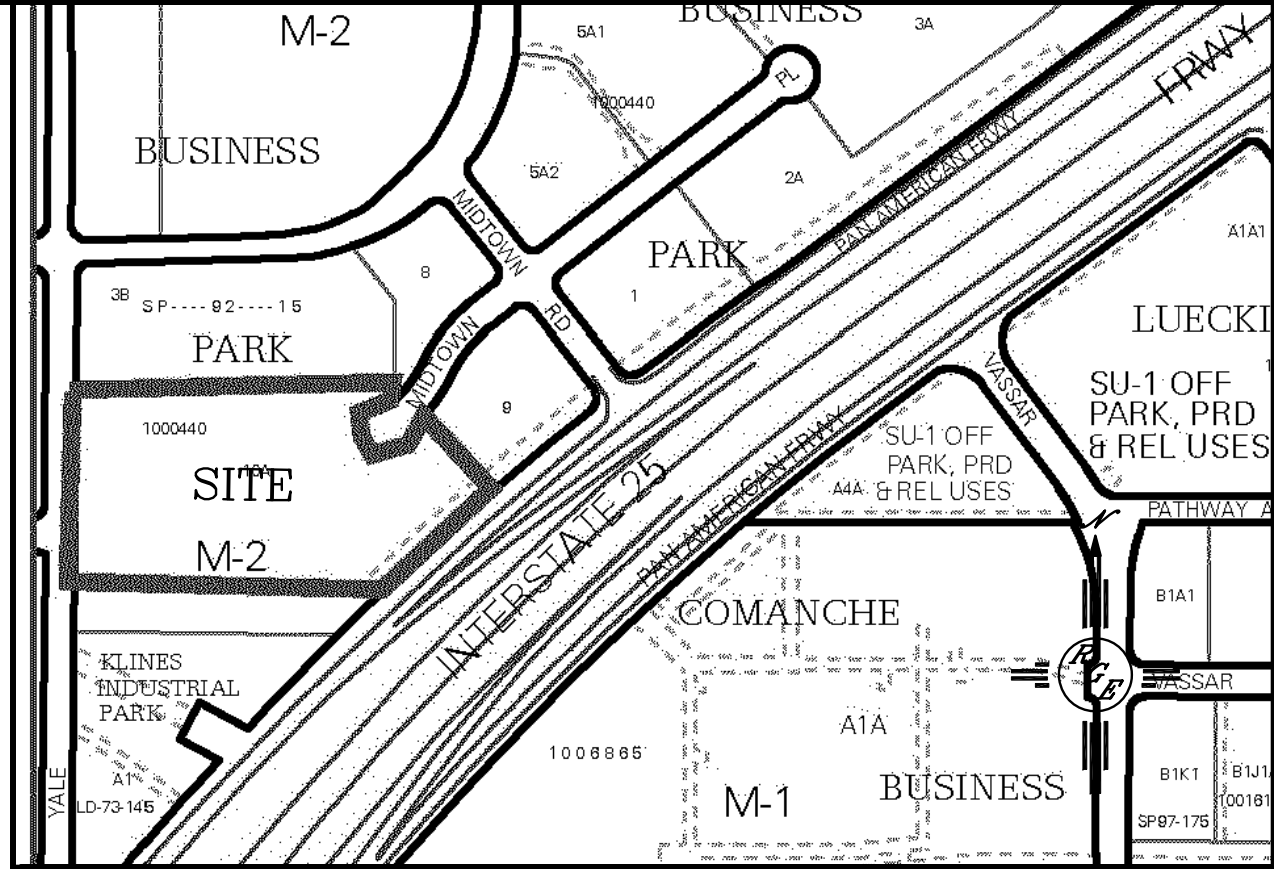 M-2
BUSINESS
5A1
3A
PL
1000440
FRWY
BUSINESS
5A2
2A
MIDTOWN
PAN AMERICAN FRWY
A1A1
8
PARK
3B
SP----92----15
1
RD
MIDTOWN
PARK
LUECKI
VASSAR
SU-1 OFF
PARK, PRD
& REL USES
9
1000440
SITE
M-2
SU-1 OFF
PARK, PRD
A4A
& REL USES
INTERSTATE 25
PAN AMERICAN FRWY
N
PATHWAY A
B1A1
COMANCHE
KLINES
INDUSTRIAL
PARK
RGE
VASSAR
A1A
1006865
BUSINESS
M-1
YALE
A1
LD-73-145
B1K1
B1J1
100161
SP97-175